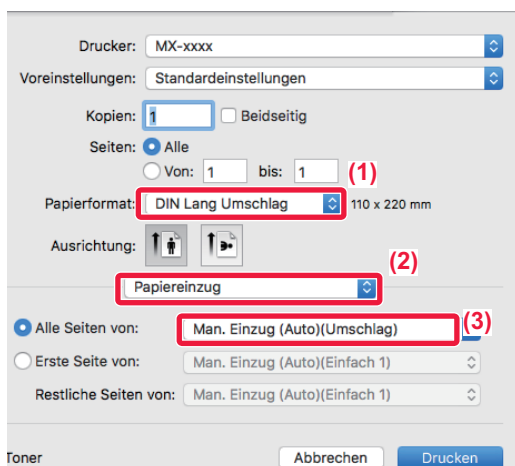 Drucker: MX-xxxx
Voreinstellungen: Standardeinstellungen
Kopien: 1 Beidseitig
Seiten: Alle
Von: 1 bis: 1
(1)
Papierformat: DIN Lang Umschlag 110 x 220 mm
Ausrichtung:
(2)
Papiereinzug
Alle Seiten von: Man. Einzug (Auto)(Umschlag) (3)
Erste Seite von: Man. Einzug (Auto)(Einfach 1)
Restliche Seiten von: Man. Einzug (Auto)(Einfach 1)
Toner Abbrechen Drucken